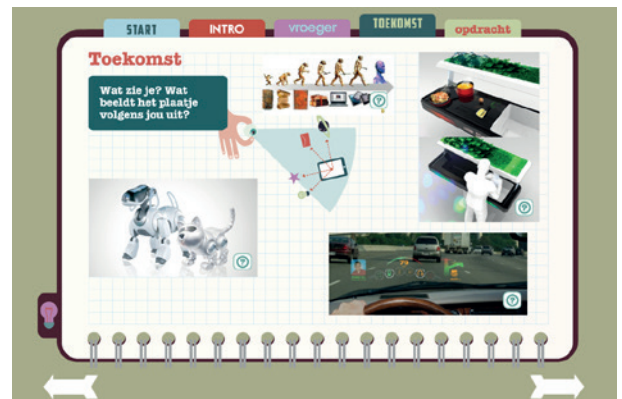 START
INTRO
vroeger
TOEKOMST
opdracht
Toekomst
Wat zie je? Wat
beeldt het plaatje
volgens jou uit?
?
?
?
?